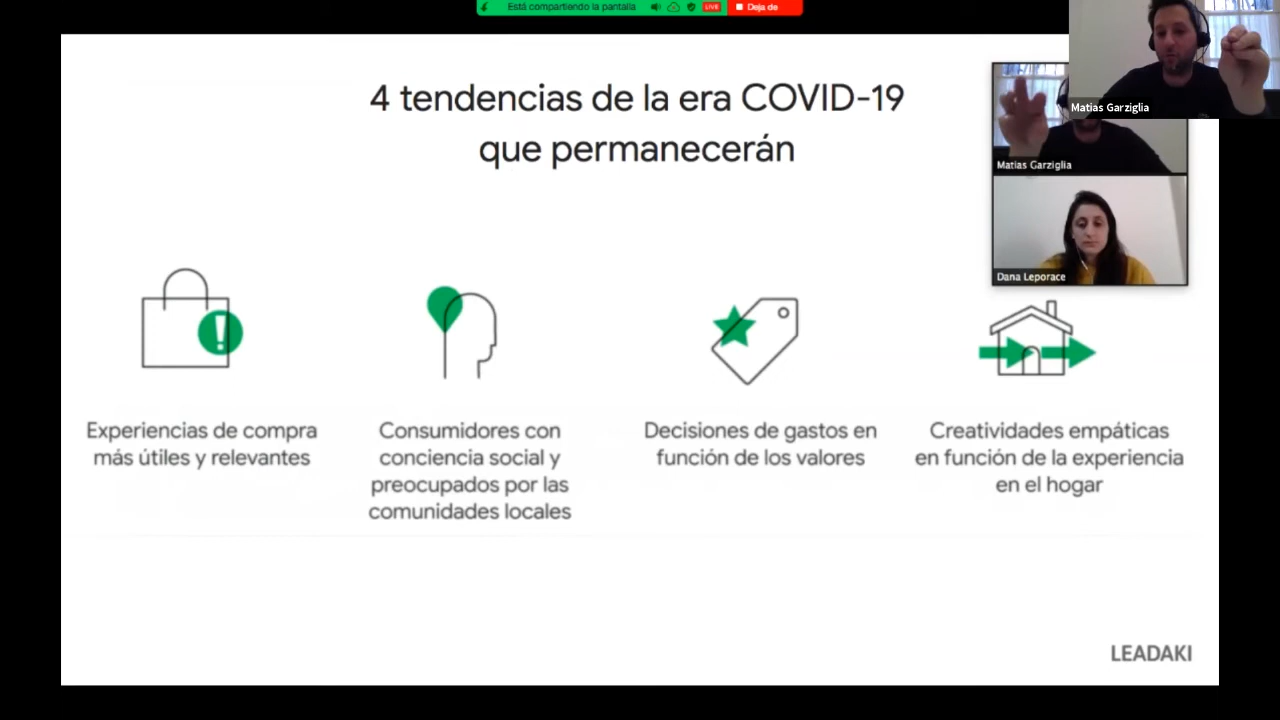 Está compartiendo la pantalla
LIVE
Deja de
Matias Garziglia
Matias Garziglia
Dana Leporace
4 tendencias de la era COVID-19
que permanecerán
Experiencias de compra
más útiles y relevantes
Consumidores con
conciencia social y
preocupados por las
comunidades locales
Decisiones de gastos en
función de los valores
Creatividades empáticas
en función de la experiencia
en el hogar
LEADAKI